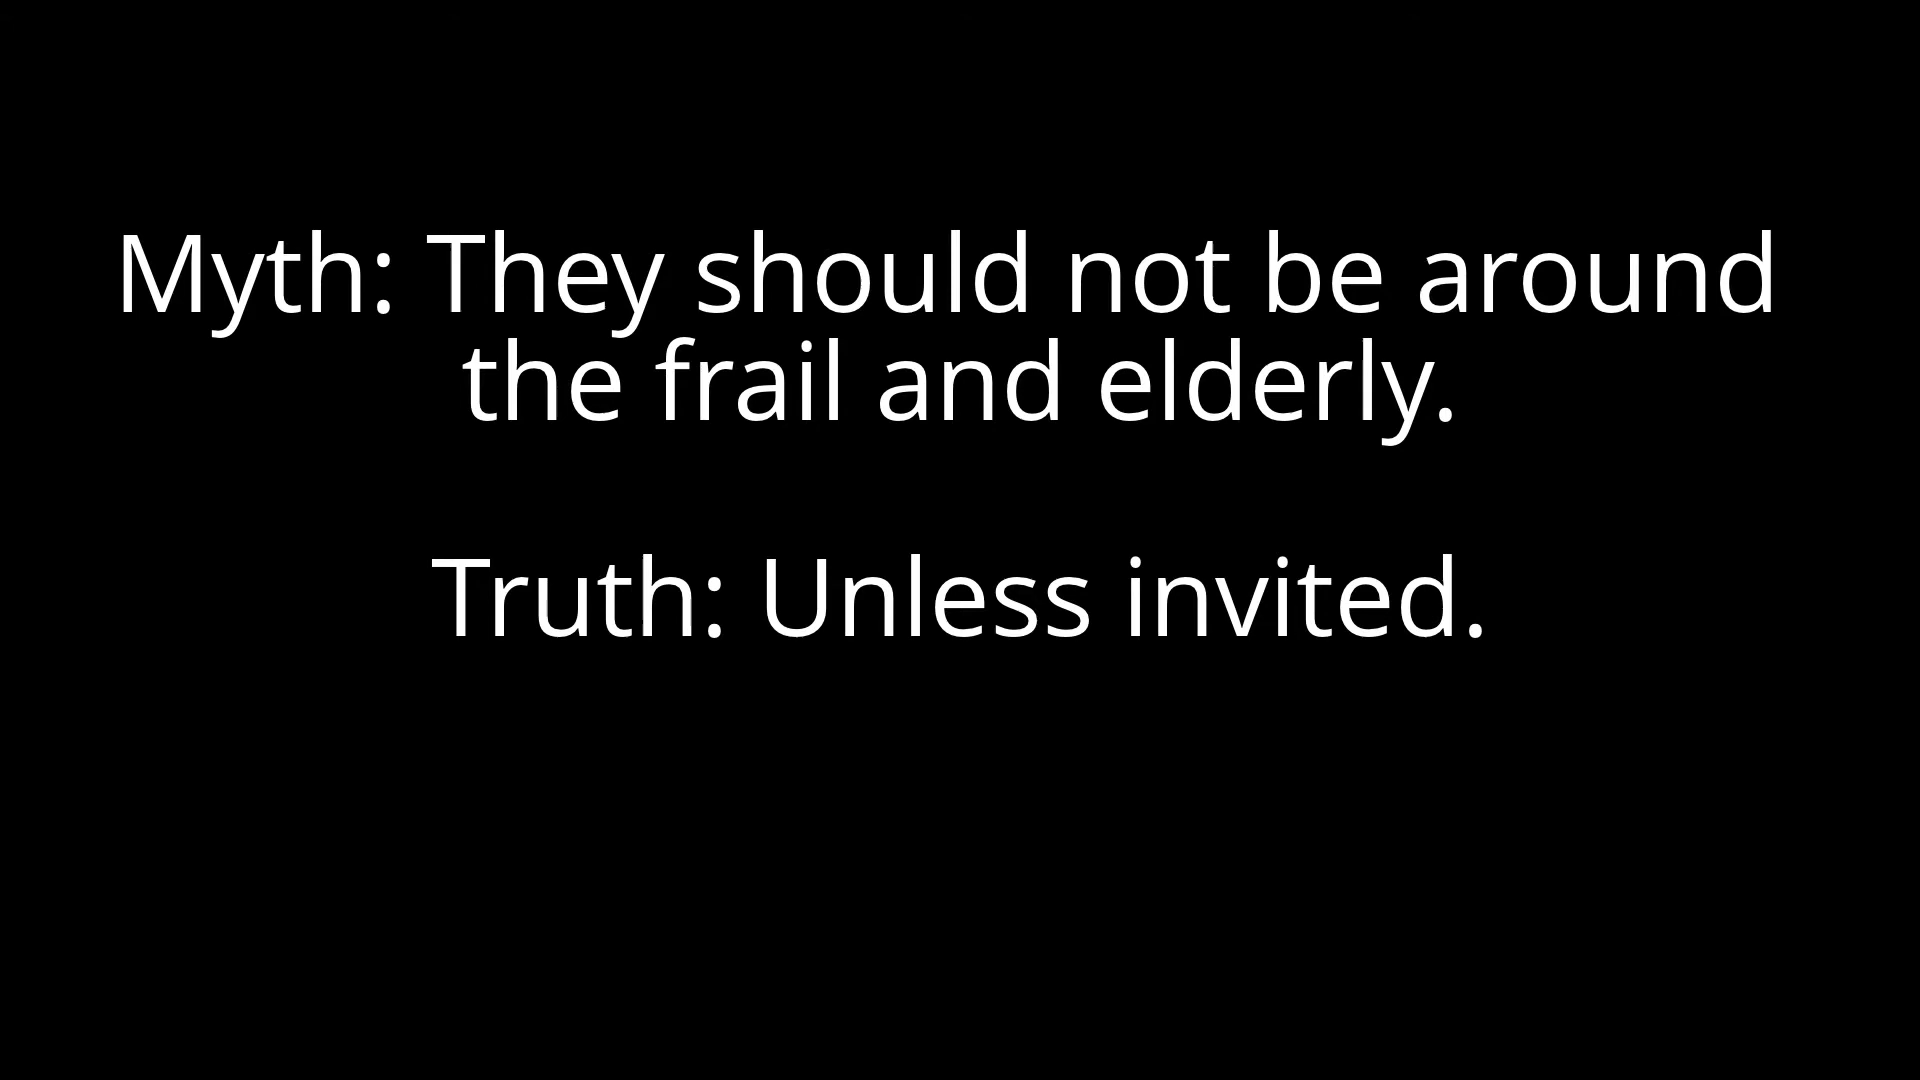 Myth: They should not be around
the frail and elderly.
Truth: Unless invited.